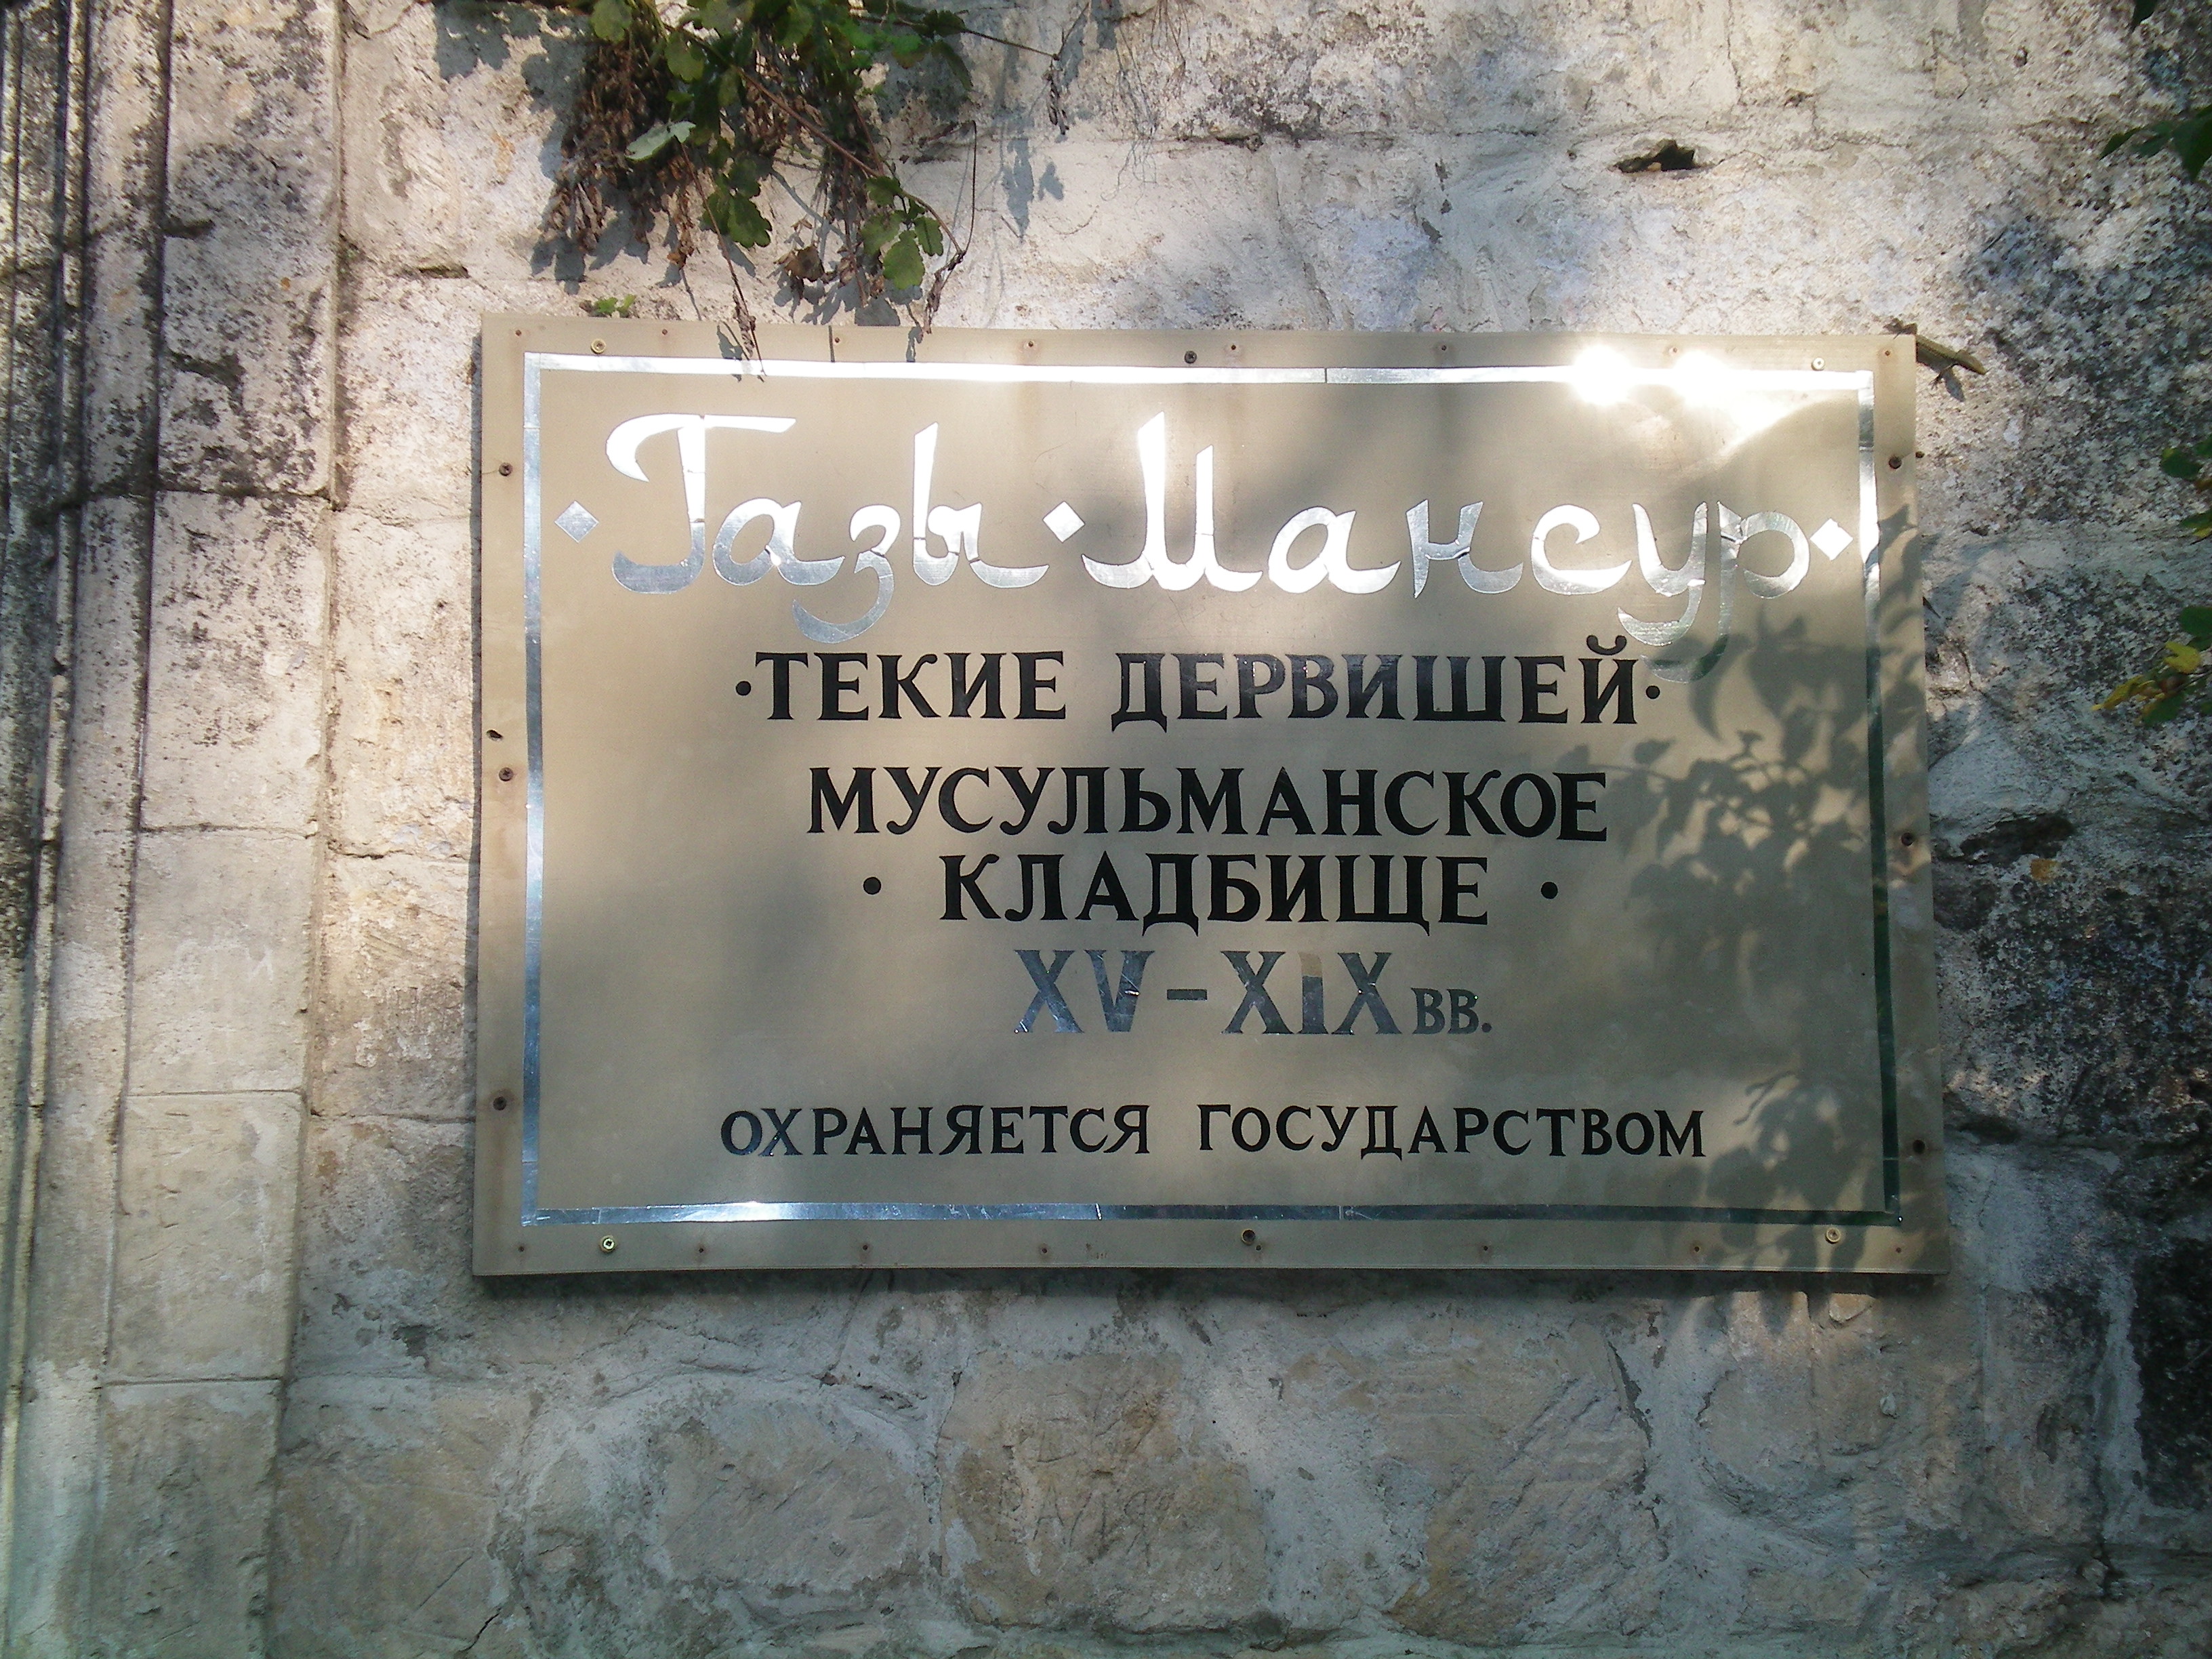 Газы · Мансур
·ТЕКИЕ ДЕРВИШЕЙ·
МУСУЛЬМАНСКОЕ
· КЛАДБИЩЕ ·
XV – XIX ВВ.
ОХРАНЯЕТСЯ ГОСУДАРСТВОМ